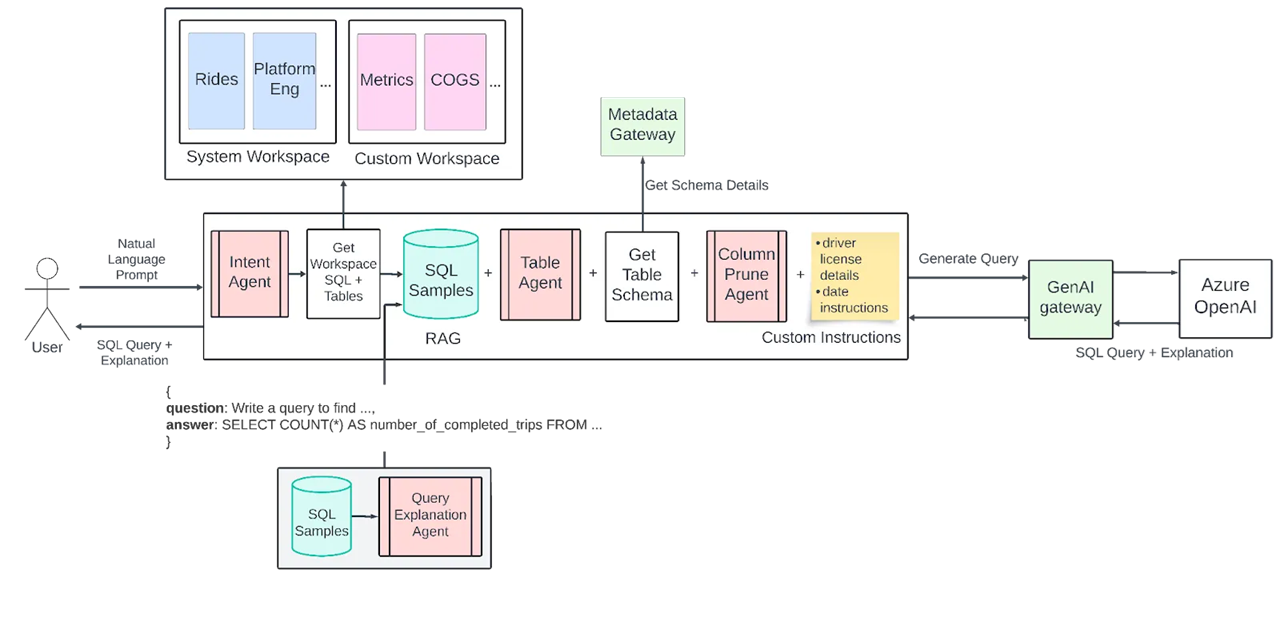 Rides
Platform
Eng
...
Metrics
COGS
...
System Workspace
Custom Workspace
Metadata
Gateway
Get Schema Details
Natual
Language
Prompt
User
SQL Query +
Explanation
Intent
Agent
Get
Workspace
SQL +
Tables
SQL
Samples
RAG
+
Table
Agent
+
Get
Table
Schema
+
Column
Prune
Agent
+
•driver
license
details
•date
instructions
Custom Instructions
Generate Query
GenAI
gateway
Azure
OpenAI
SQL Query + Explanation
{
question: Write a query to find ...,
answer: SELECT COUNT(*) AS number_of_completed_trips FROM ...
}
SQL
Samples
Query
Explanation
Agent